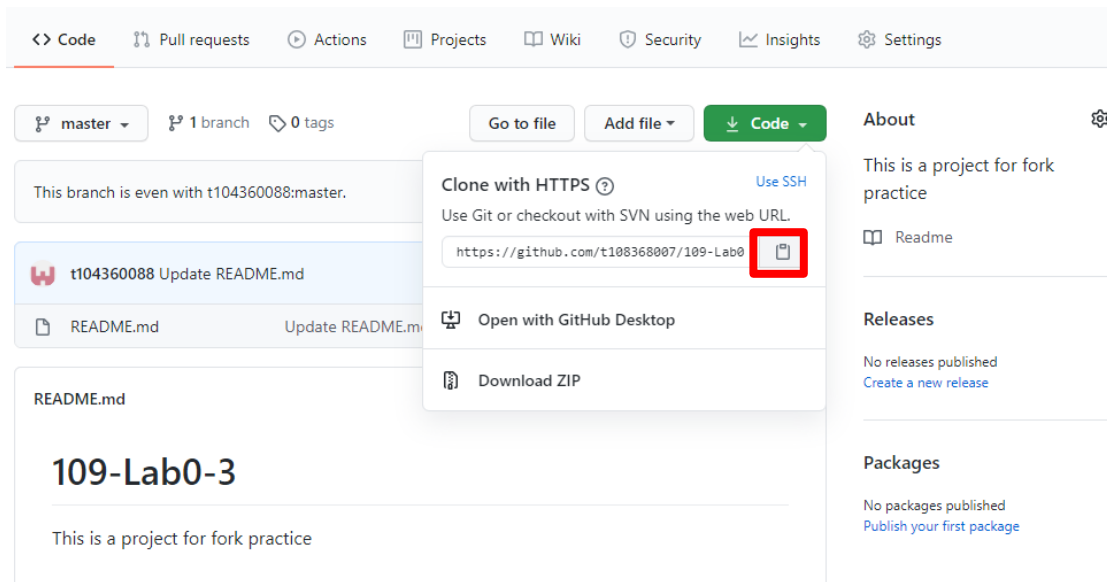 Code Pull requests Actions Projects Wiki Security Insights Settings
master 1 branch 0 tags Go to file Add file Code
This branch is even with t104360088:master.
t104360088 Update README.md
README.md Update README.m
README.md
109-Lab0-3
This is a project for fork practice
Clone with HTTPS Use SSH
Use Git or checkout with SVN using the web URL.
https://github.com/t108368007/109-Lab0
Open with GitHub Desktop
Download ZIP
About
This is a project for fork
practice
Readme
Releases
No releases published
Create a new release
Packages
No packages published
Publish your first package